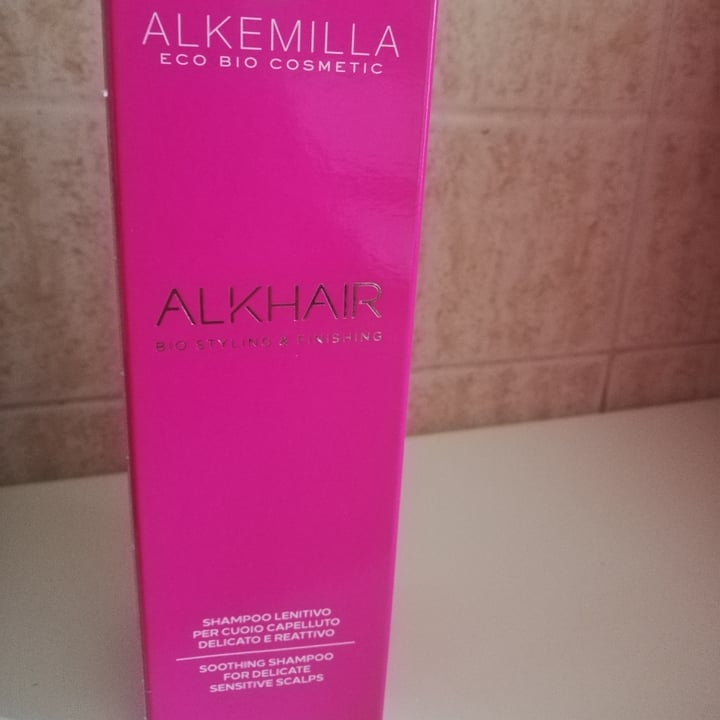 ALKEMILLA
ECO BIO COSMETIC
ALKHAIR
BIO STYLING & FINISHING
SHAMPOO LENITIVO
PER CUOIO CAPELLUTO
DELICATO E REATTIVO
SOOTHING SHAMPOO
FOR DELICATE
SENSITIVE SCALPS